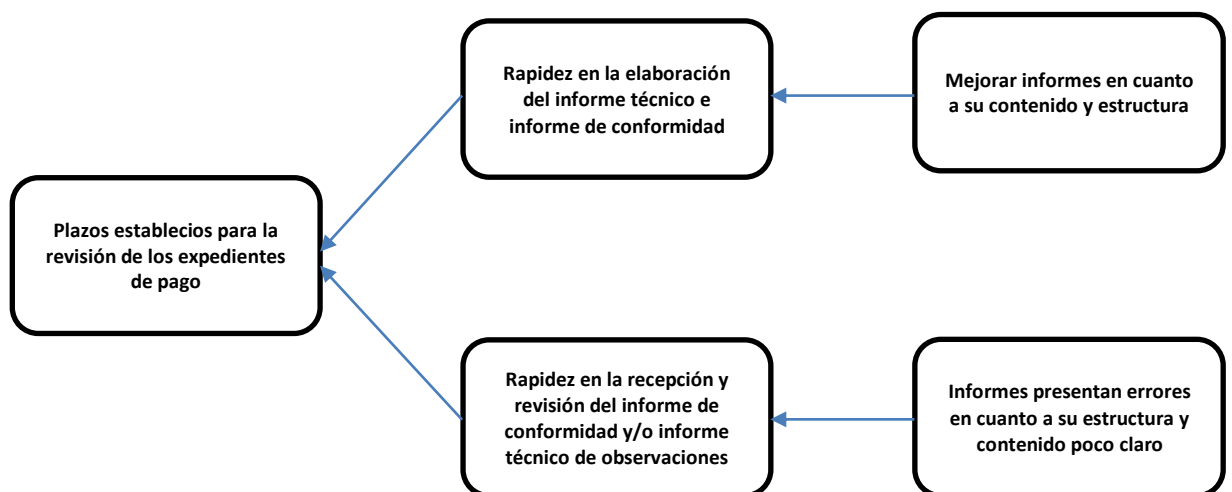 Rapidez en la elaboración
del informe técnico e
informe de conformidad
Mejorar informes en cuanto
a su contenido y estructura
Plazos establecios para la
revisión de los expedientes
de pago
Rapidez en la recepción y
revisión del informe de
conformidad y/o informe
técnico de observaciones
Informes presentan errores
en cuanto a su estructura y
contenido poco claro